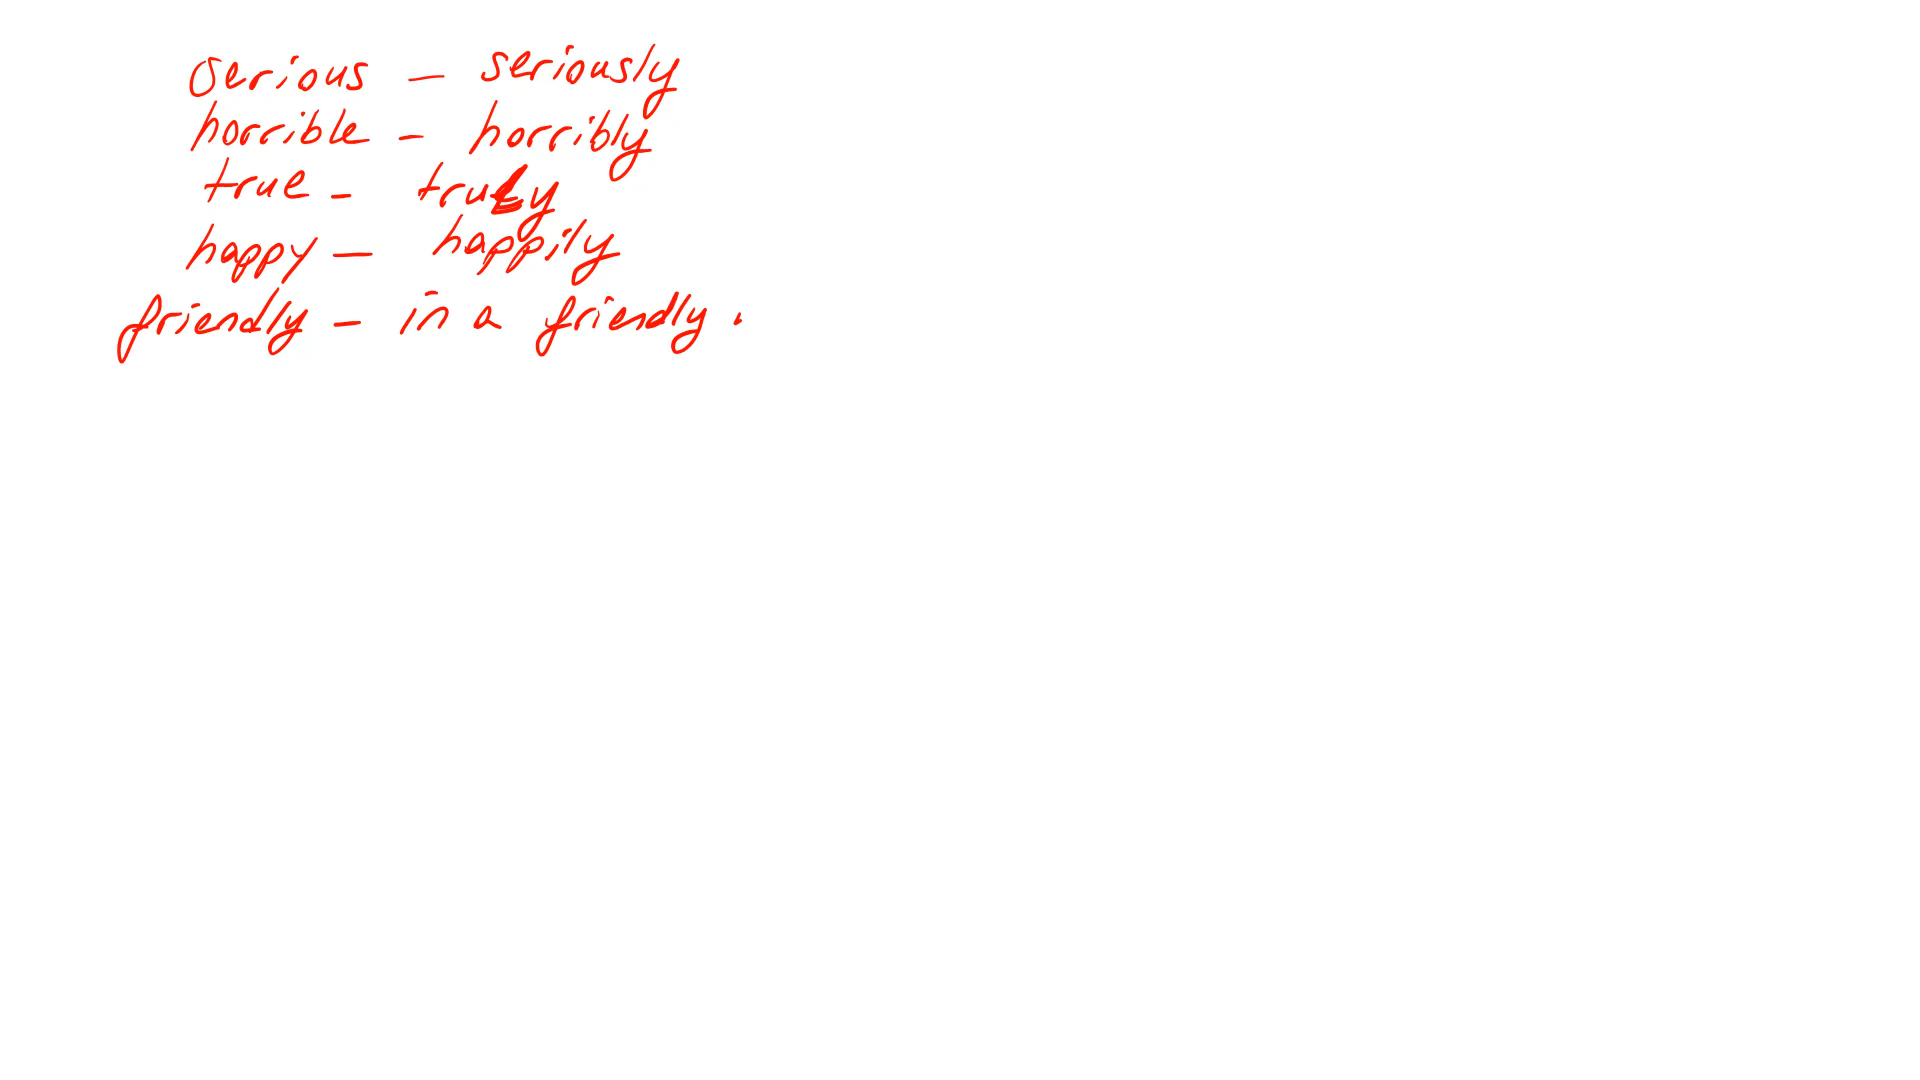 serious - seriously
horrible - horribly
true - truly
happy - happily
friendly - in a friendly .